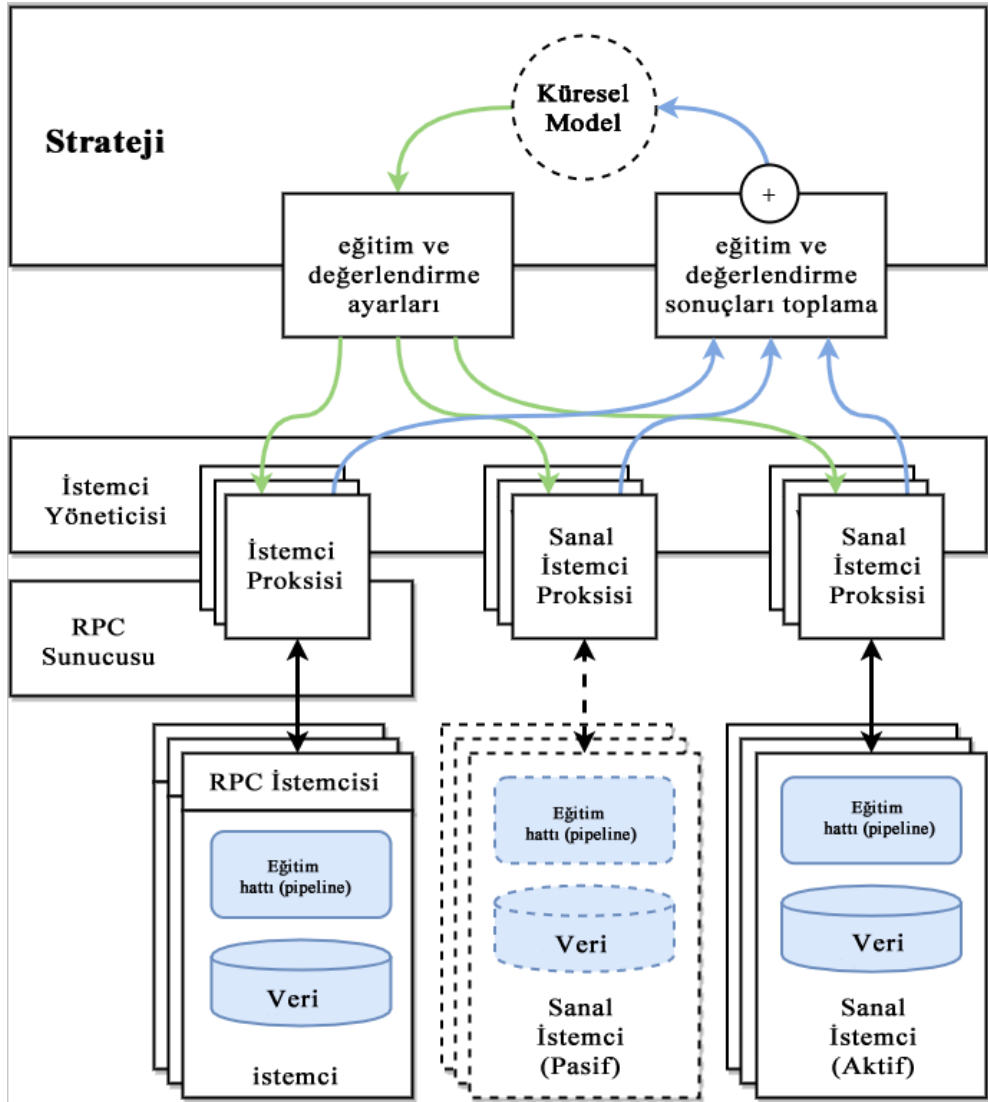 Küresel
Model
Strateji
+
eğitim ve
değerlendirme
ayarları
eğitim ve
değerlendirme
sonuçları toplama
İstemci
Yöneticisi
İstemci
Proksisi
Sanal
İstemci
Proksisi
Sanal
İstemci
Proksisi
RPC
Sunucusu
RPC İstemcisi
Eğitim
hattı (pipeline)
Veri
istemci
Eğitim
hattı (pipeline)
Veri
Sanal
İstemci
(Pasif)
Eğitim
hattı (pipeline)
Veri
Sanal
İstemci
(Aktif)